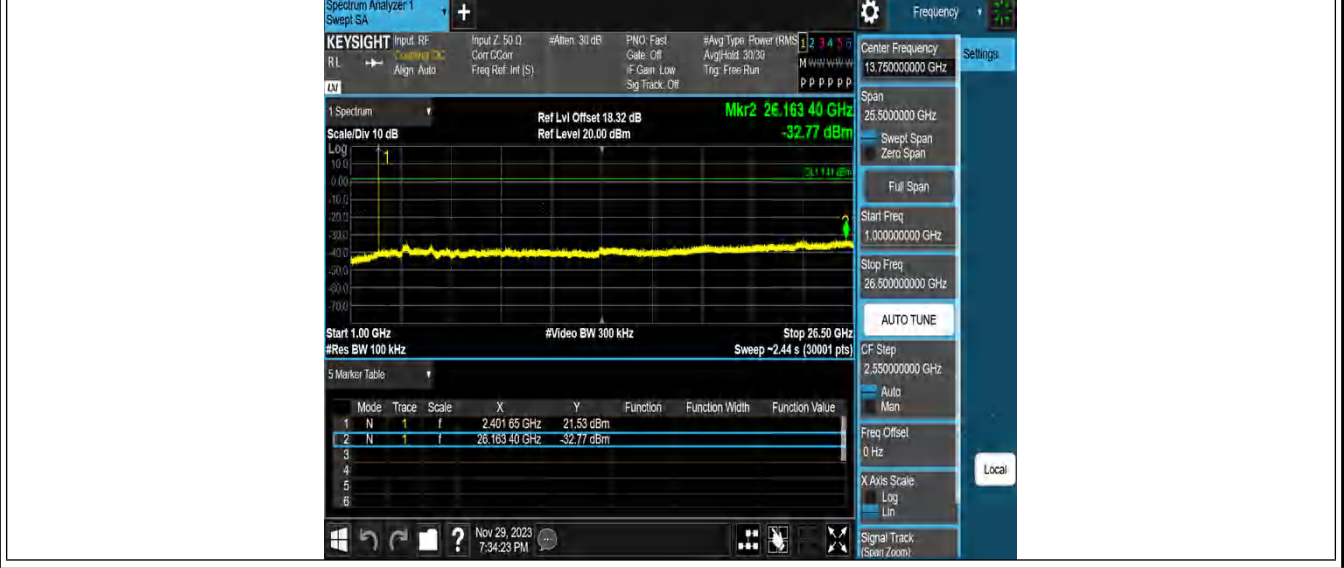 Spectrum Analyzer 1
Swept SA
+
Frequency
KEYSIGHT
RL
Input: RF
Coupling: DC
Align: Auto
Input Z: 50 Ω
Corr CCorr
Freq Ref: Int (S)
#Atten: 30 dB
PNO: Fast
Gate: Off
IF Gain: Low
Sig Track: Off
#Avg Type: Power (RMS
Avg|Hold: 30/30
Trig: Free Run
1 2 3 4 5 6
M W W W W W
P P P P P P
LXI
1 Spectrum
Scale/Div 10 dB
Ref Lvl Offset 18.32 dB
Ref Level 20.00 dBm
Mkr2 26.163 40 GHz
-32.77 dBm
Log
1
10.0
0.00
-10.0
-20.0
-30.0
-40.0
-50.0
-60.0
-70.0
2
Start 1.00 GHz
#Video BW 300 kHz
Stop 26.50 GHz
#Res BW 100 kHz
Sweep ~2.44 s (30001 pts)
5 Marker Table
Mode Trace Scale X Y Function Function Width Function Value
1 N 1 f 2.401 65 GHz 21.53 dBm
2 N 1 f 26.163 40 GHz -32.77 dBm
3
4
5
6
Nov 29, 2023
7:34:23 PM
Center Frequency
13.750000000 GHz
Settings
Span
25.5000000 GHz
Swept Span
Zero Span
Full Span
Start Freq
1.000000000 GHz
Stop Freq
26.500000000 GHz
AUTO TUNE
CF Step
2.550000000 GHz
Auto
Man
Freq Offset
0 Hz
X Axis Scale
Log
Lin
Local
Signal Track
(Span Zoom)